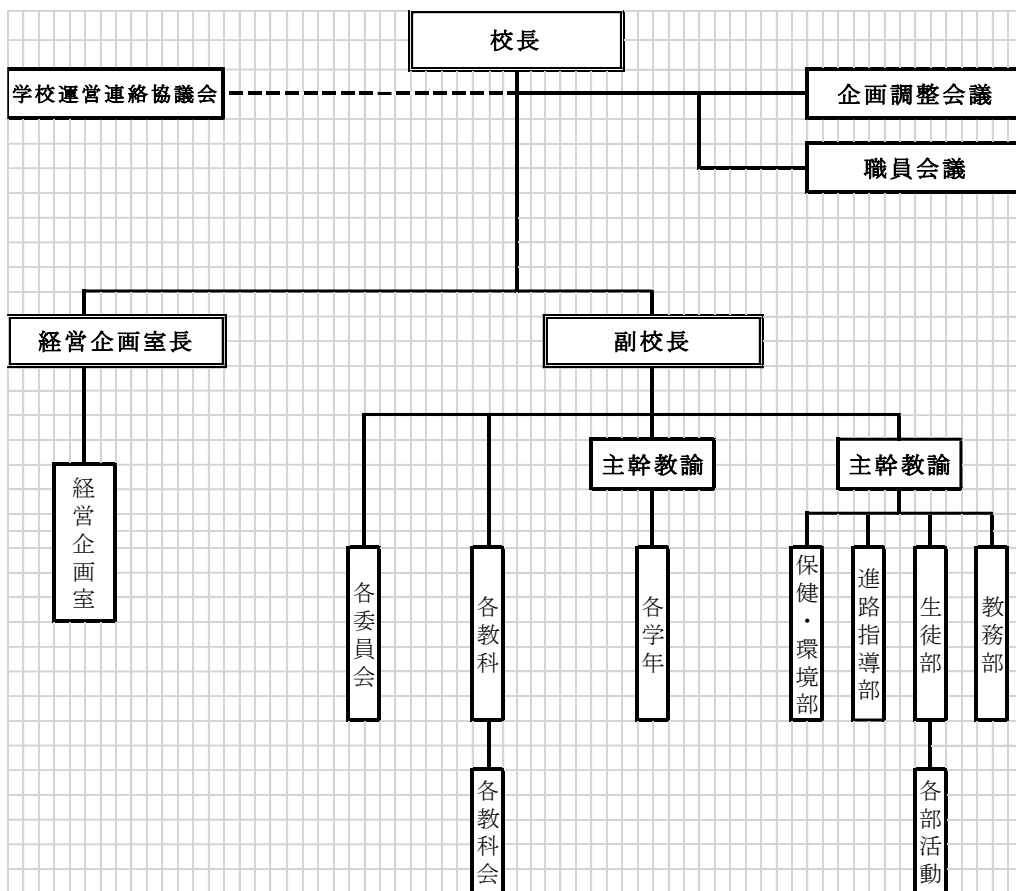 校長
学校運営連絡協議会
企画調整会議
職員会議
経営企画室長
副校長
主幹教諭
主幹教諭
経営企画室
各委員会
各教科
各学年
保健・環境部
進路指導部
生徒部
教務部
各教科会
各部活動